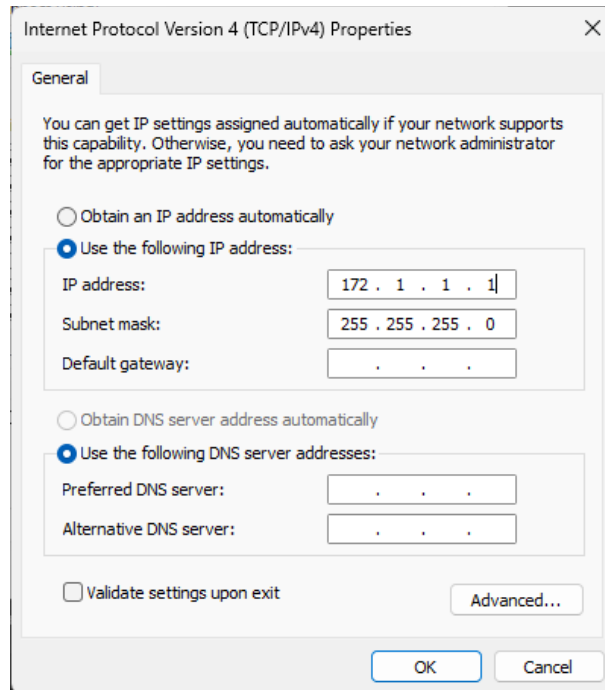 Internet Protocol Version 4 (TCP/IPv4) Properties
General
You can get IP settings assigned automatically if your network supports
this capability. Otherwise, you need to ask your network administrator
for the appropriate IP settings.
Obtain an IP address automatically
Use the following IP address:
IP address: 172 . 1 . 1 . 1
Subnet mask: 255 . 255 . 255 . 0
Default gateway: . . .
Obtain DNS server address automatically
Use the following DNS server addresses:
Preferred DNS server: . . .
Alternative DNS server: . . .
Validate settings upon exit
Advanced...
OK Cancel